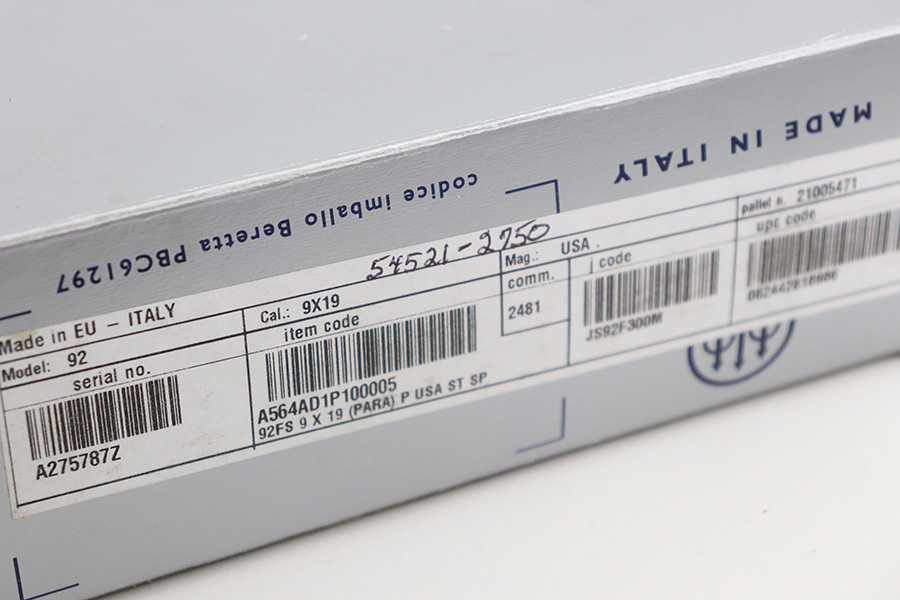 MADE IN ITALY
codice imballo Beretta PBC61297
54521-2750
Made in EU – ITALY
Model: 92
Cal.: 9X19
Mag.: USA .
pallet n. 21005471
serial no.
A275787Z
item code
A564AD1P100005
92FS 9 X 19 (PARA) P USA ST SP
comm.
2481
j code
JS92F300M
upc code